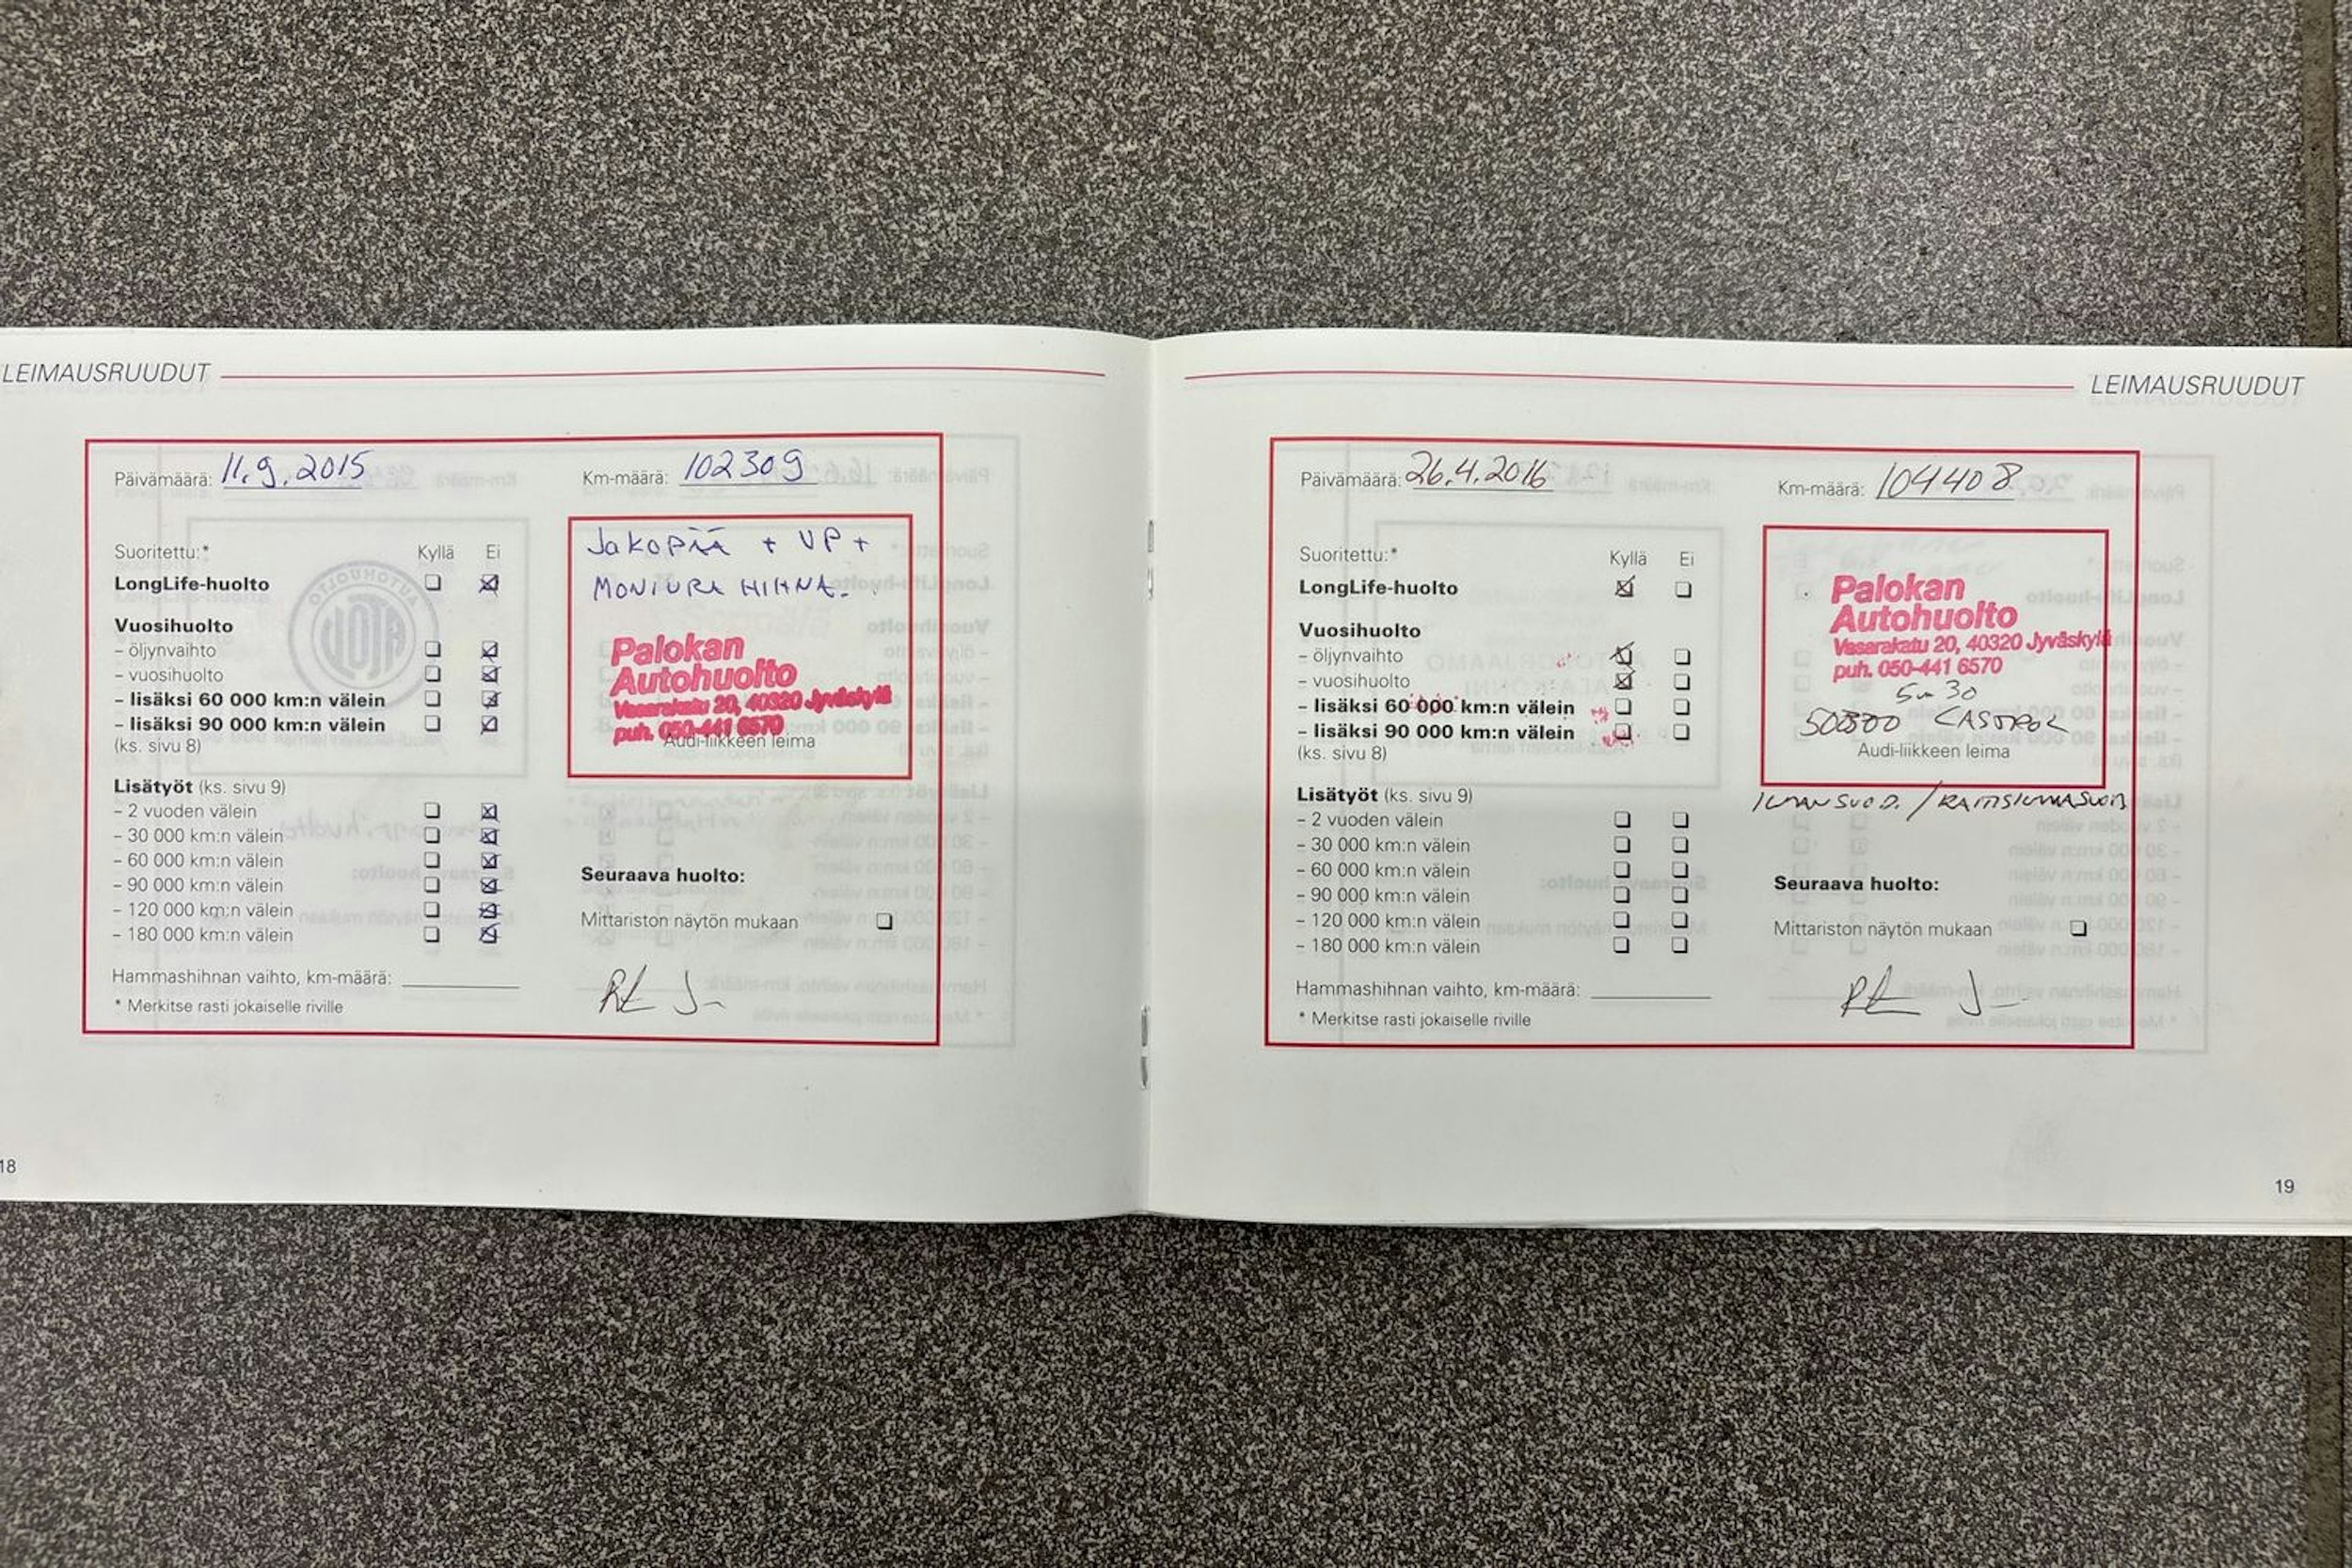 LEIMAUSRUUDUT
Päivämäärä: 11.9.2015
Km-määrä: 102309
Suoritettu:* Kyllä Ei
LongLife-huolto
Vuosihuolto
- öljynvaihto
- vuosihuolto
- lisäksi 60 000 km:n välein
- lisäksi 90 000 km:n välein
(ks. sivu 8)
Lisätyöt (ks. sivu 9)
- 2 vuoden välein
- 30 000 km:n välein
- 60 000 km:n välein
- 90 000 km:n välein
- 120 000 km:n välein
- 180 000 km:n välein
Hammashihnan vaihto, km-määrä:
* Merkitse rasti jokaiselle riville
JAKOPÄÄ + VP +
MONIURA HIHNA.
Palokan
Autohuolto
Vasarakatu 20, 40320 Jyväskylä
puh. 050-441 6570
Audi-liikkeen leima
Seuraava huolto:
Mittariston näytön mukaan
18
LEIMAUSRUUDUT
Päivämäärä: 26.4.2016
Km-määrä: 104408
Suoritettu:* Kyllä Ei
LongLife-huolto
Vuosihuolto
- öljynvaihto
- vuosihuolto
- lisäksi 60 000 km:n välein
- lisäksi 90 000 km:n välein
(ks. sivu 8)
Lisätyöt (ks. sivu 9)
- 2 vuoden välein
- 30 000 km:n välein
- 60 000 km:n välein
- 90 000 km:n välein
- 120 000 km:n välein
- 180 000 km:n välein
Hammashihnan vaihto, km-määrä:
* Merkitse rasti jokaiselle riville
Palokan
Autohuolto
Vasarakatu 20, 40320 Jyväskylä
puh. 050-441 6570
5w30
CASTROL
Audi-liikkeen leima
ILMANSUOD. / RAITISILMASUOD
Seuraava huolto:
Mittariston näytön mukaan
19